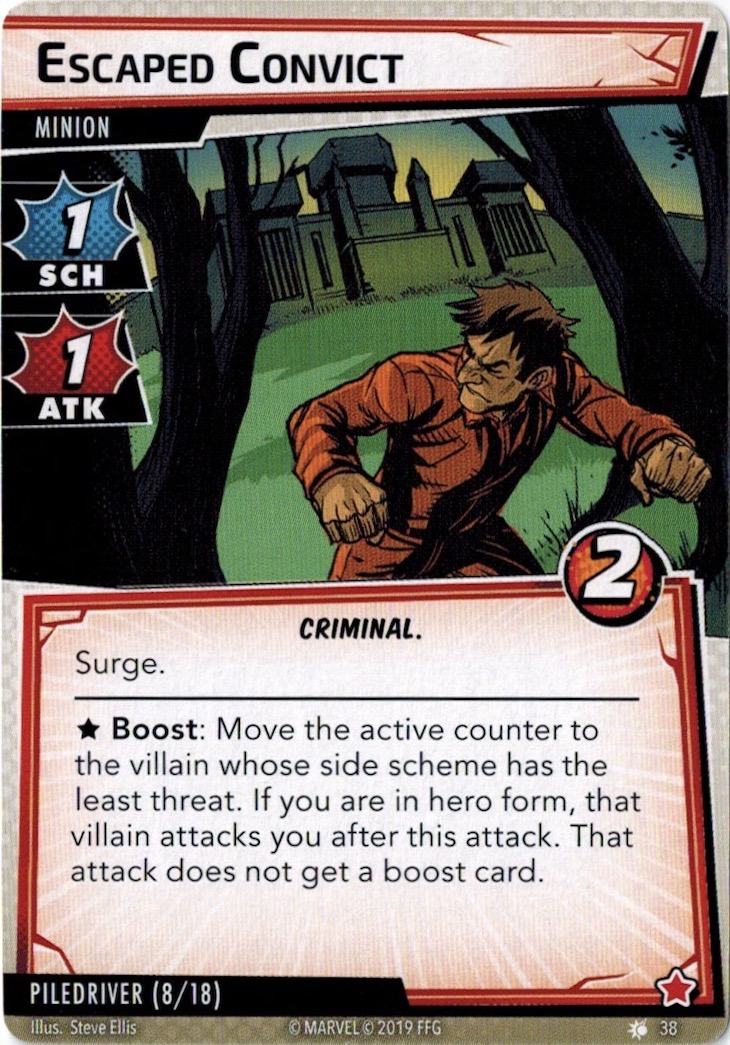 ESCAPED CONVICT
MINION
1
SCH
1
ATK
2
CRIMINAL.
Surge.
★ Boost: Move the active counter to
the villain whose side scheme has the
least threat. If you are in hero form, that
villain attacks you after this attack. That
attack does not get a boost card.
PILEDRIVER (8/18)
Illus. Steve Ellis
© MARVEL © 2019 FFG
38